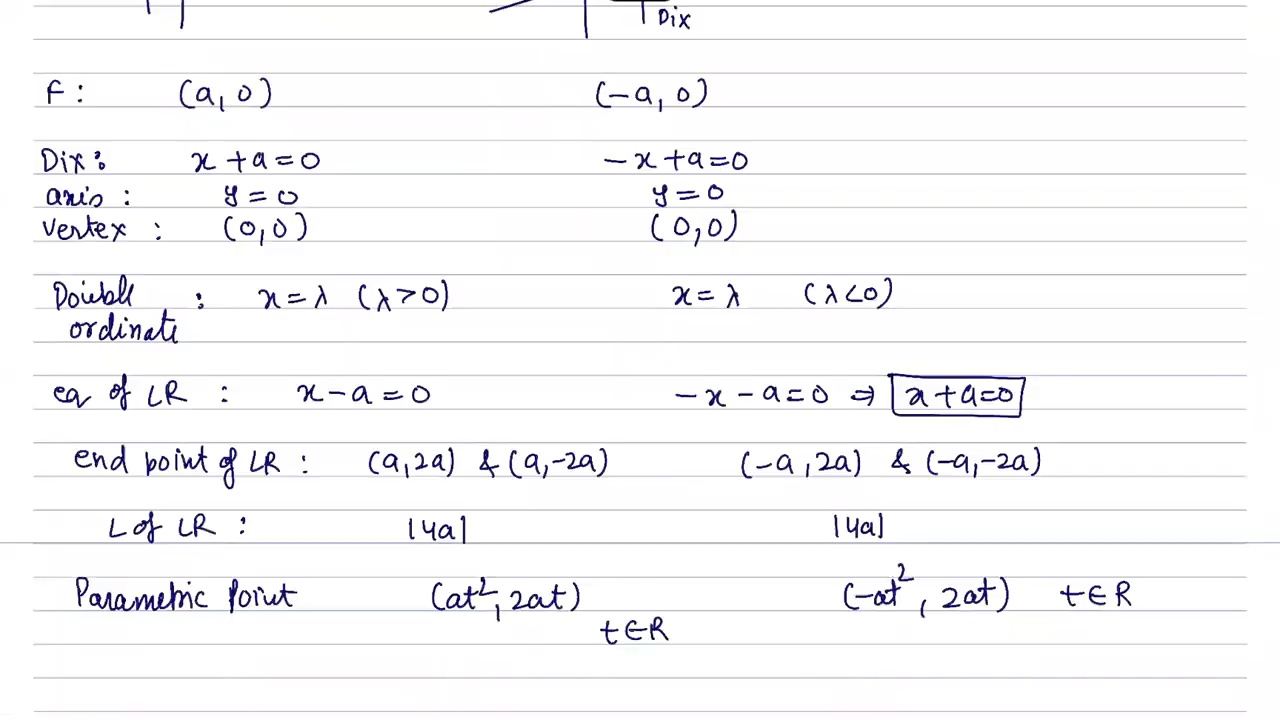 Dix
F : (a, 0) (-a, 0)
Dix: x + a = 0 -x + a = 0
axis : y = 0 y = 0
vertex : (0, 0) (0, 0)
Double : x = λ (λ > 0) x = λ (λ < 0)
ordinate
eq of LR : x - a = 0 -x - a = 0 ⇒ x + a = 0
end point of LR : (a, 2a) & (a, -2a) (-a, 2a) & (-a, -2a)
L of LR : |4a| |4a|
Parametric Point (at², 2at) (-at², 2at) t ∈ R
t ∈ R